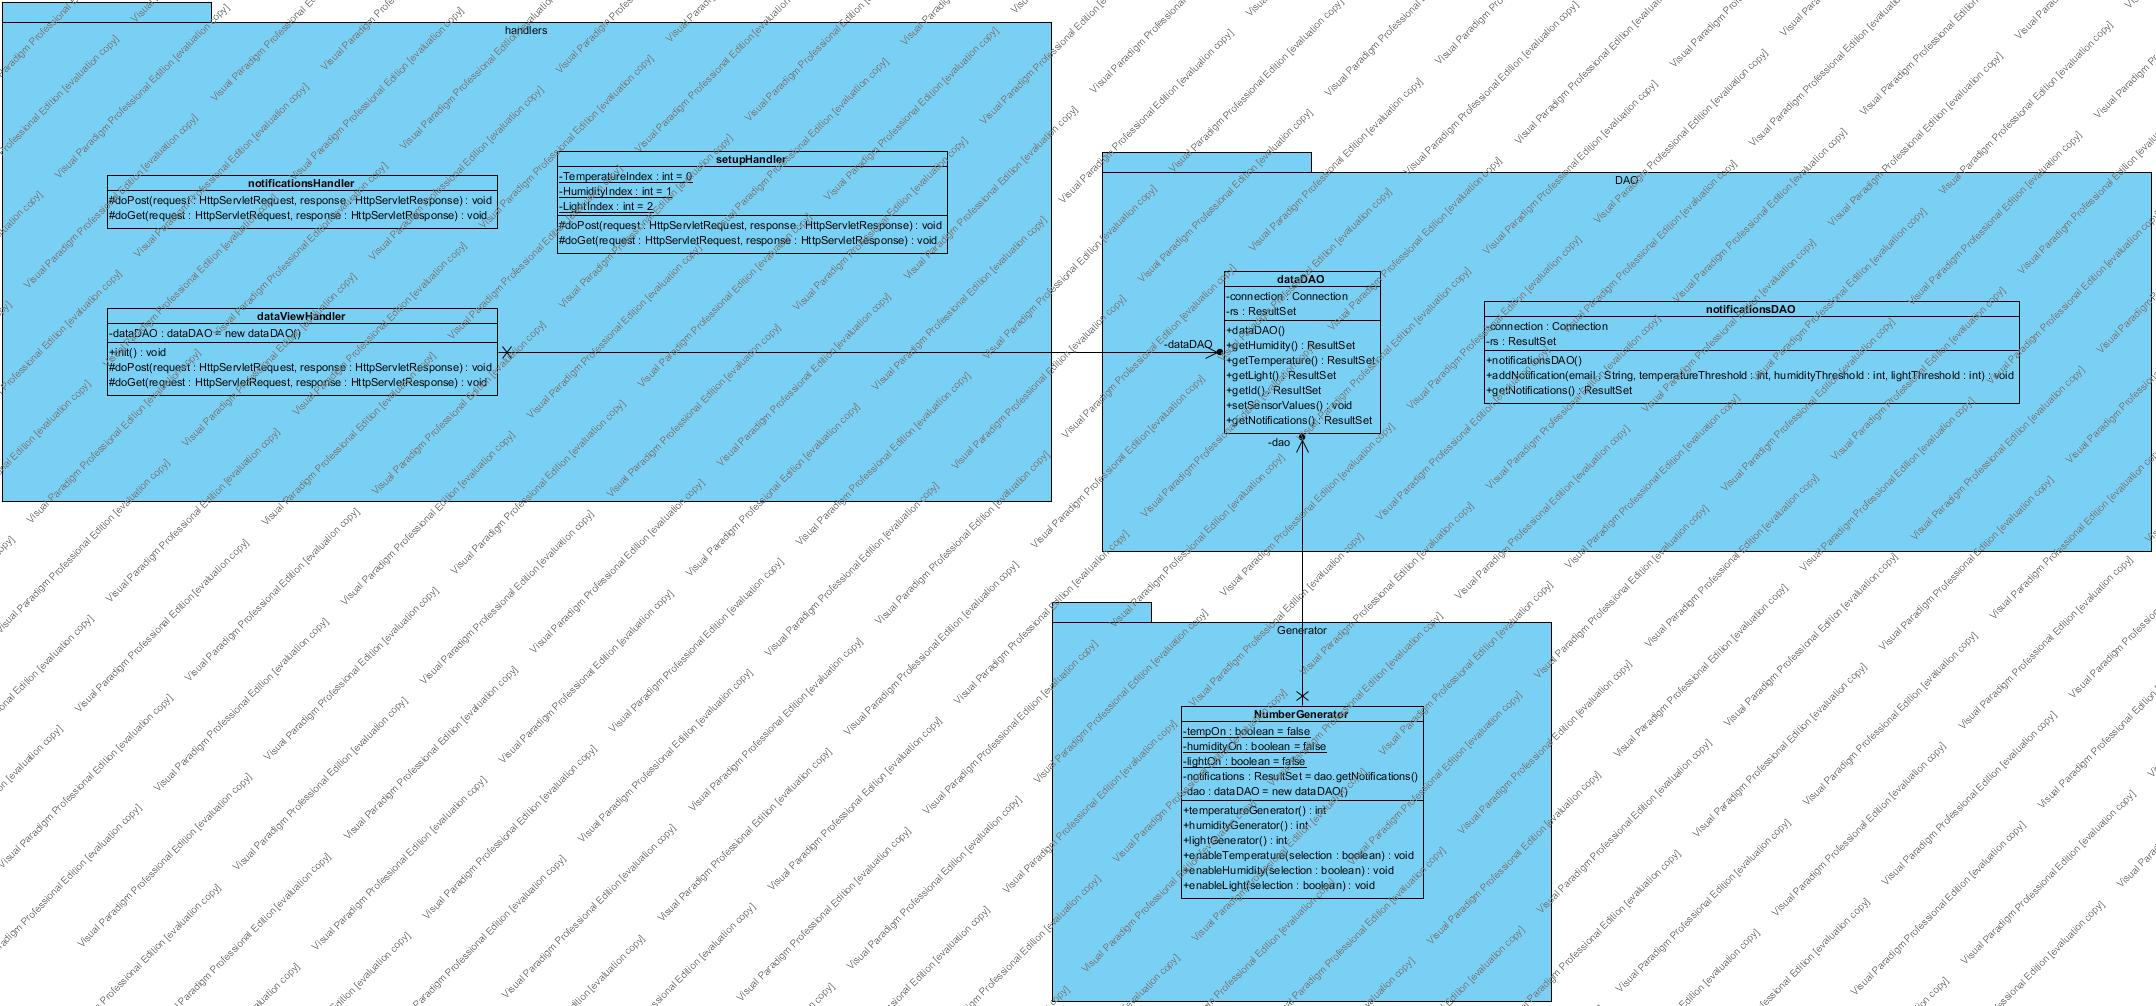 handlers
notificationsHandler
#doPost(request : HttpServletRequest, response : HttpServletResponse) : void
#doGet(request : HttpServletRequest, response : HttpServletResponse) : void
setupHandler
-TemperatureIndex : int = 0
-HumidityIndex : int = 1
-LightIndex : int = 2
#doPost(request : HttpServletRequest, response : HttpServletResponse) : void
#doGet(request : HttpServletRequest, response : HttpServletResponse) : void
dataViewHandler
-dataDAO : dataDAO = new dataDAO()
+init() : void
#doPost(request : HttpServletRequest, response : HttpServletResponse) : void
#doGet(request : HttpServletRequest, response : HttpServletResponse) : void
DAO
-dataDAO
dataDAO
-connection : Connection
-rs : ResultSet
+dataDAO()
+getHumidity() : ResultSet
+getTemperature() : ResultSet
+getLight() : ResultSet
+getId() : ResultSet
+setSensorValues() : void
+getNotifications() : ResultSet
-dao
notificationsDAO
-connection : Connection
-rs : ResultSet
+notificationsDAO()
+addNotification(email : String, temperatureThreshold : int, humidityThreshold : int, lightThreshold : int) : void
+getNotifications() : ResultSet
Generator
NumberGenerator
-tempOn : boolean = false
-humidityOn : boolean = false
-lightOn : boolean = false
-notifications : ResultSet = dao.getNotifications()
-dao : dataDAO = new dataDAO()
+temperatureGenerator() : int
+humidityGenerator() : int
+lightGenerator() : int
+enableTemperature(selection : boolean) : void
+enableHumidity(selection : boolean) : void
+enableLight(selection : boolean) : void
Visual Paradigm Professional Edition [evaluation copy]